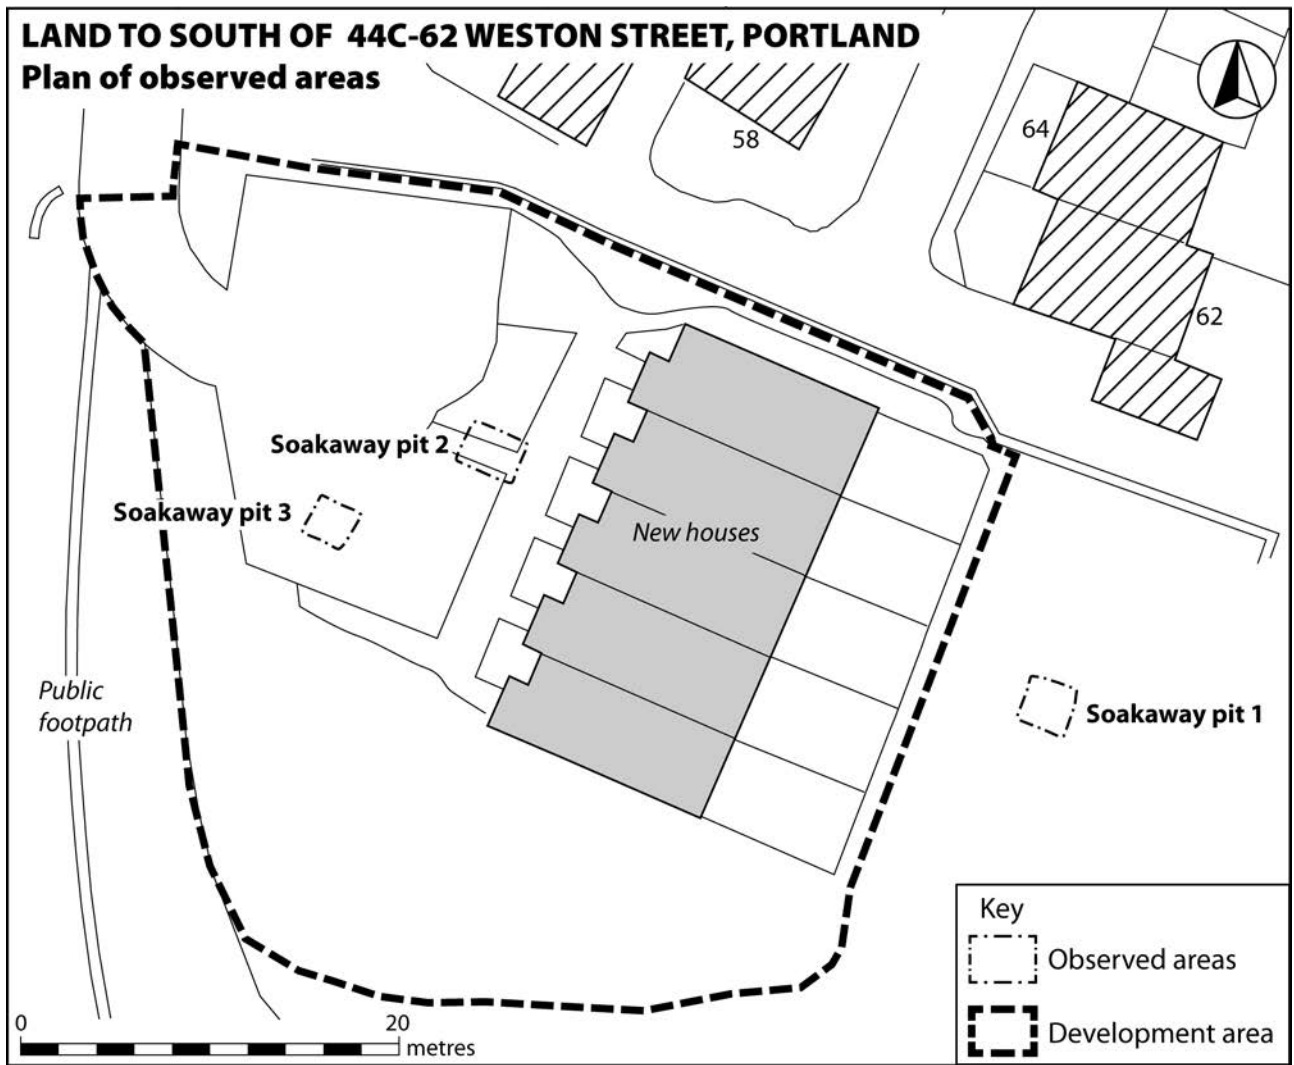 LAND TO SOUTH OF 44C-62 WESTON STREET, PORTLAND
Plan of observed areas
58
64
62
Soakaway pit 2
Soakaway pit 3
New houses
Public
footpath
Soakaway pit 1
Key
Observed areas
Development area
0 20
metres